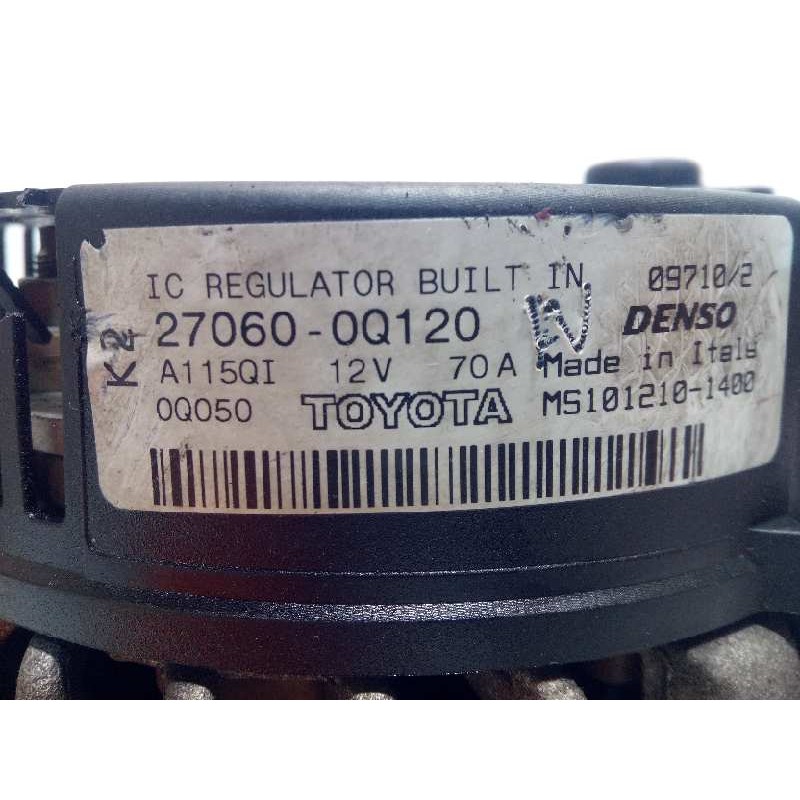 IC REGULATOR BUILT IN 09710/2
K2 27060-0Q120 DENSO
A115QI 12V 70A Made in Italy
0Q050 TOYOTA MS101210-1400